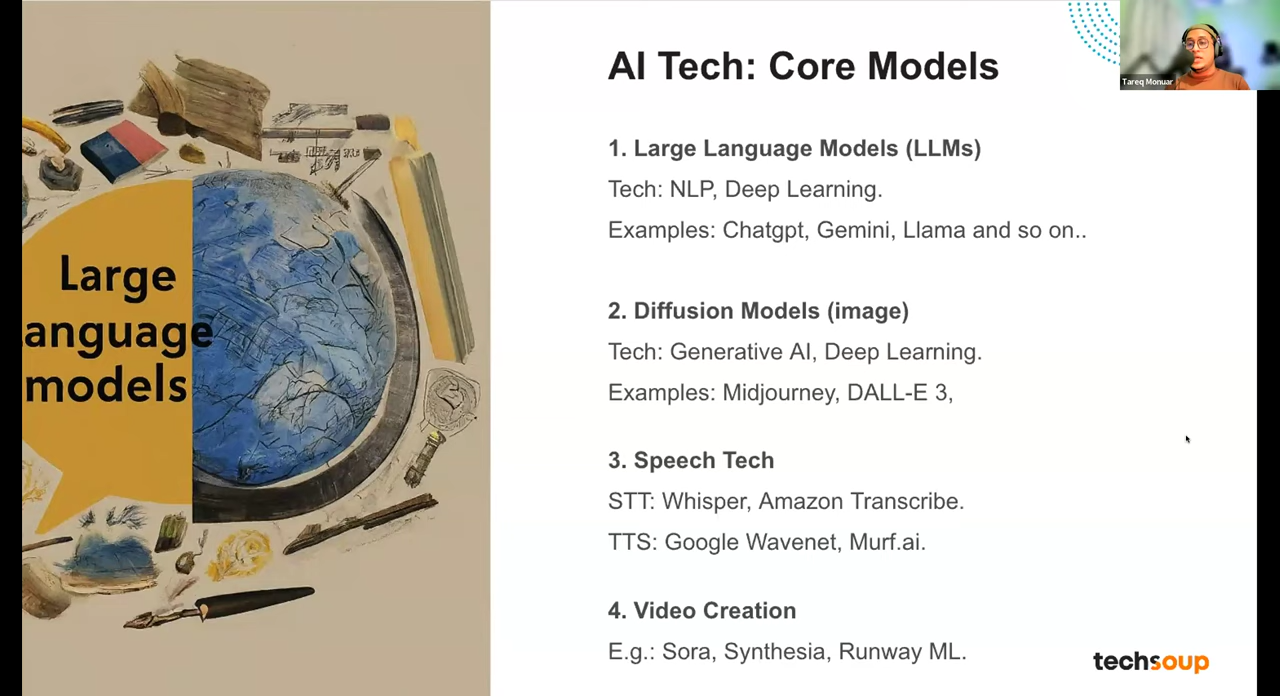 Large
anguage
models
AI Tech: Core Models
Tareq Monuar
1. Large Language Models (LLMs)
Tech: NLP, Deep Learning.
Examples: Chatgpt, Gemini, Llama and so on..
2. Diffusion Models (image)
Tech: Generative AI, Deep Learning.
Examples: Midjourney, DALL-E 3,
3. Speech Tech
STT: Whisper, Amazon Transcribe.
TTS: Google Wavenet, Murf.ai.
4. Video Creation
E.g.: Sora, Synthesia, Runway ML.
techsoup